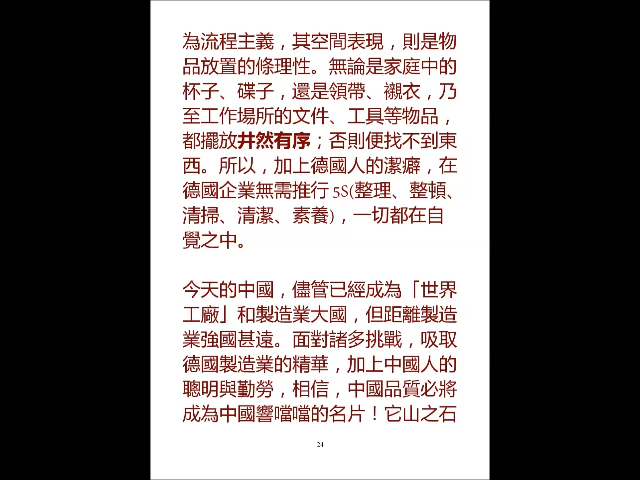 為流程主義，其空間表現，則是物
品放置的條理性。無論是家庭中的
杯子、碟子，還是領帶、襯衣，乃
至工作場所的文件、工具等物品，
都擺放井然有序；否則便找不到東
西。所以，加上德國人的潔癖，在
德國企業無需推行 5S(整理、整頓、
清掃、清潔、素養)，一切都在自
覺之中。
今天的中國，儘管已經成為「世界
工廠」和製造業大國，但距離製造
業強國甚遠。面對諸多挑戰，吸取
德國製造業的精華，加上中國人的
聰明與勤勞，相信，中國品質必將
成為中國響噹噹的名片！它山之石
24